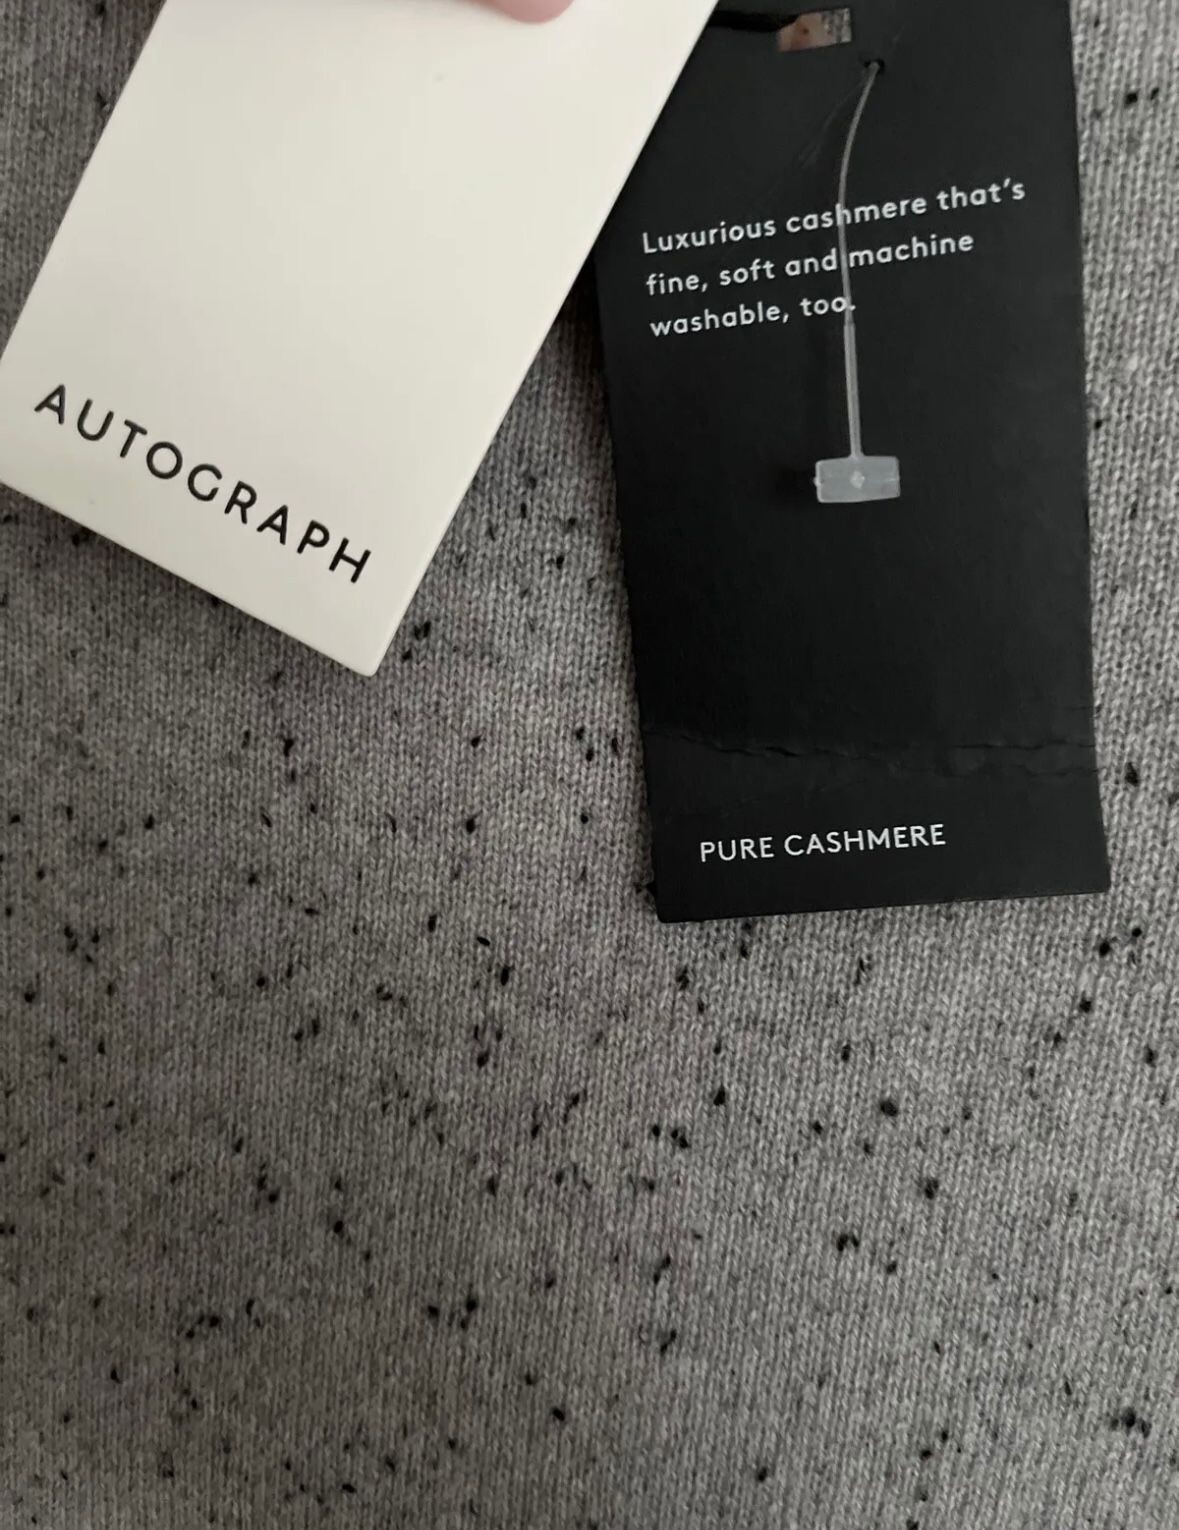 AUTOGRAPH
Luxurious cashmere that's
fine, soft and machine
washable, too.
PURE CASHMERE